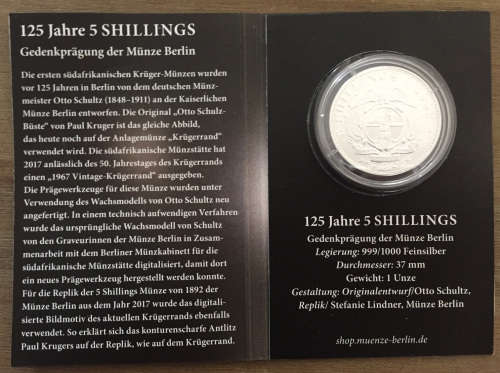 125 Jahre 5 SHILLINGS
Gedenkprägung der Münze Berlin
Die ersten südafrikanischen Krüger-Münzen wurden
vor 125 Jahren in Berlin von dem deutschen Münz-
meister Otto Schultz (1848–1911) an der Kaiserlichen
Münze Berlin entworfen. Die Original „Otto Schulz-
Büste“ von Paul Kruger ist das gleiche Abbild,
das heute noch auf der Anlagemünze „Krügerrand“
verwendet wird. Die südafrikanische Münzstätte hat
2017 anlässlich des 50. Jahrestages des Krügerrands
einen „1967 Vintage-Krügerrand“ ausgegeben.
Die Prägewerkzeuge für diese Münze wurden unter
Verwendung des Wachsmodells von Otto Schultz neu
angefertigt. In einem technisch aufwendigen Verfahren
wurde das ursprüngliche Wachsmodell von Schultz
von den Graveurinnen der Münze Berlin in Zusam-
menarbeit mit dem Berliner Münzkabinett für die
südafrikanische Münzstätte digitalisiert, damit dort
ein neues Prägewerkzeug hergestellt werden konnte.
Für die Replik der 5 Shillings Münze von 1892 der
Münze Berlin aus dem Jahr 2017 wurde das digitali-
sierte Bildmotiv des aktuellen Krügerrands ebenfalls
verwendet. So erklärt sich das konturenscharfe Antlitz
Paul Krugers auf der Replik, wie auf dem Krügerrand.
125 Jahre 5 SHILLINGS
Gedenkprägung der Münze Berlin
Legierung: 999/1000 Feinsilber
Durchmesser: 37 mm
Gewicht: 1 Unze
Gestaltung: Originalentwurf/Otto Schultz,
Replik/ Stefanie Lindner, Münze Berlin
shop.muenze-berlin.de